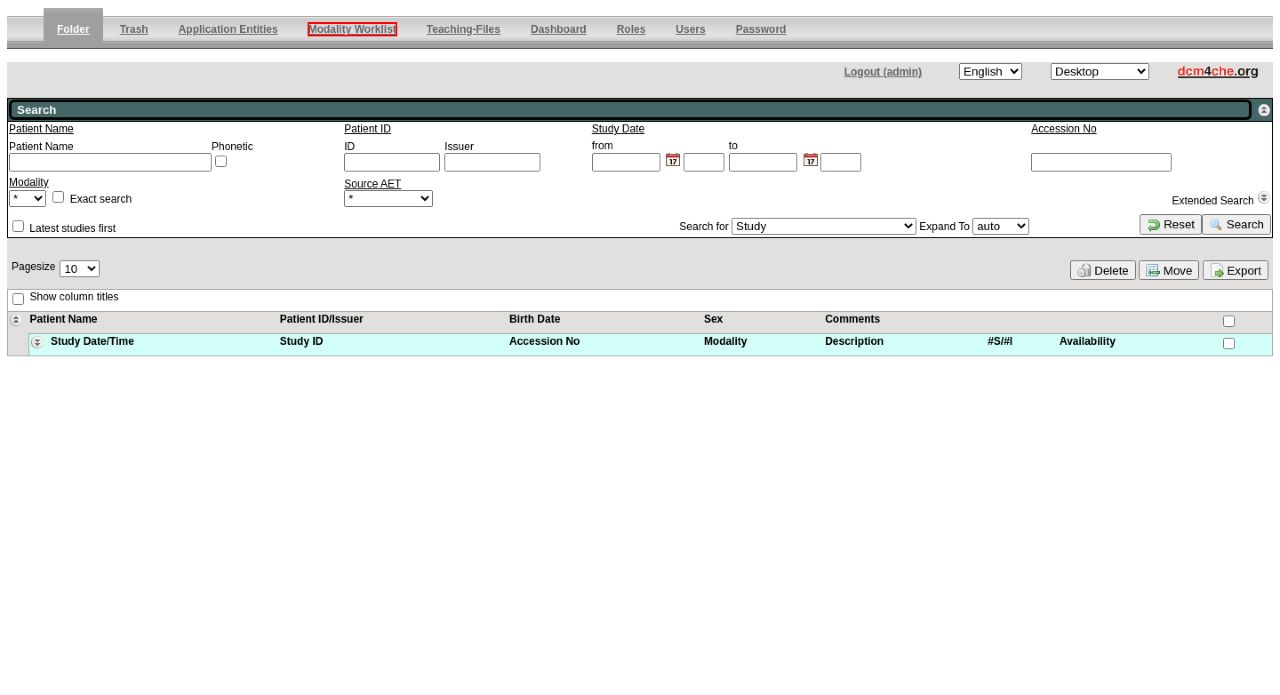 Folder Trash Application Entities Modality Worklist Teaching-Files Dashboard Roles Users Password
Logout (admin) English Desktop dcm4che.org
Search
Patient Name Patient ID Study Date Accession No
Patient Name Phonetic ID Issuer from to
Modality Source AET
* Exact search * Extended Search
Latest studies first Search for Study Expand To auto Reset Search
Pagesize 10 Delete Move Export
Show column titles
Patient Name Patient ID/Issuer Birth Date Sex Comments
Study Date/Time Study ID Accession No Modality Description #S/#I Availability